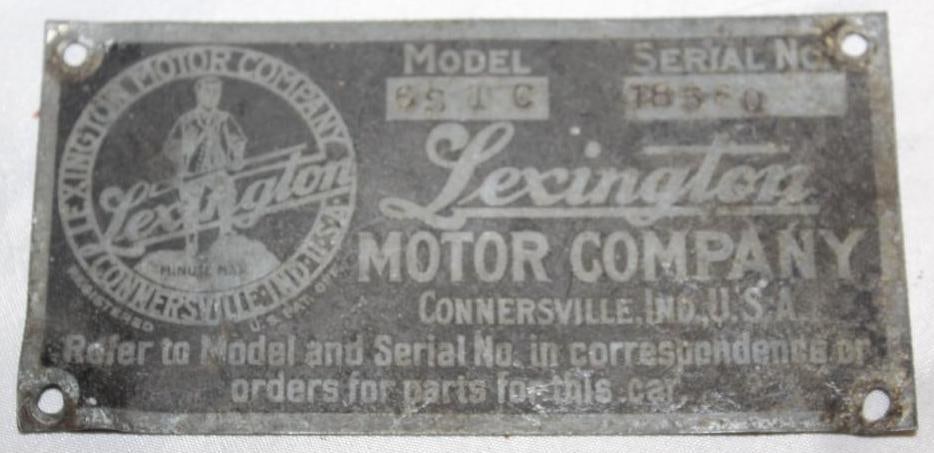 LEXINGTON MOTOR COMPANY
CONNERSVILLE·IND·U·S·A·
Lexington
MINUTE MAN
REGISTERED
U.S. PAT. OFF.
MODEL
SERIAL NO.
Lexington
MOTOR COMPANY
CONNERSVILLE, IND., U.S.A.
Refer to Model and Serial No. in correspondence or
orders for parts for this car.